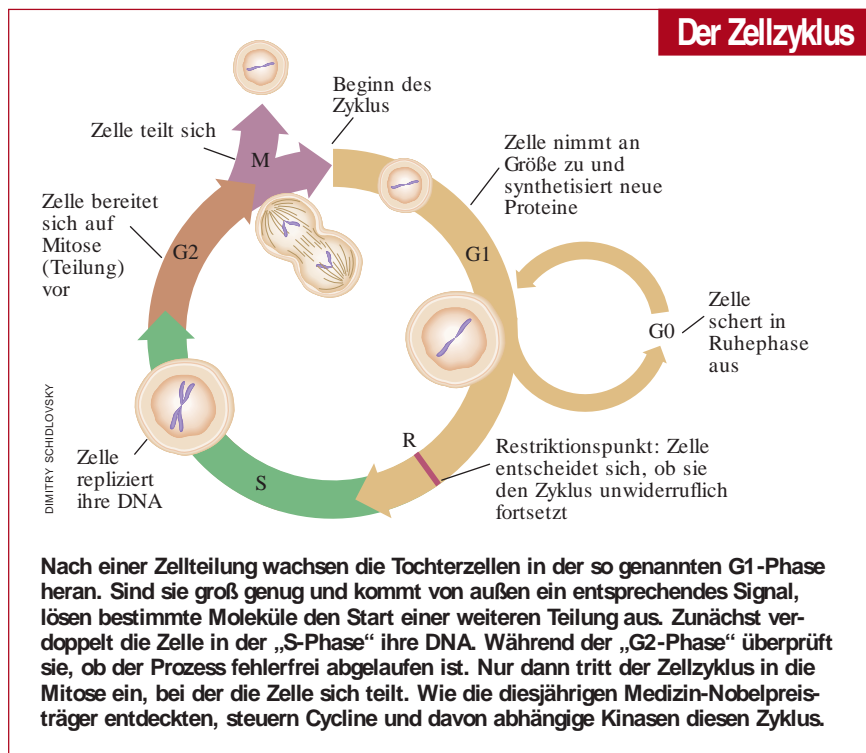 Der Zellzyklus
Beginn des
Zyklus
Zelle teilt sich
M
Zelle nimmt an
Größe zu und
synthetisiert neue
Proteine
Zelle bereitet
sich auf
Mitose
(Teilung)
vor
G2
G1
Zelle
schert in
Ruhephase
aus
G0
DIMITRY SCHIDLOVSKY
Zelle
repliziert
ihre DNA
S
R
Restriktionspunkt: Zelle
entscheidet sich, ob sie
den Zyklus unwiderruflich
fortsetzt
Nach einer Zellteilung wachsen die Tochterzellen in der so genannten G1-Phase
heran. Sind sie groß genug und kommt von außen ein entsprechendes Signal,
lösen bestimmte Moleküle den Start einer weiteren Teilung aus. Zunächst ver-
doppelt die Zelle in der „S-Phase“ ihre DNA. Während der „G2-Phase“ überprüft
sie, ob der Prozess fehlerfrei abgelaufen ist. Nur dann tritt der Zellzyklus in die
Mitose ein, bei der die Zelle sich teilt. Wie die diesjährigen Medizin-Nobelpreis-
träger entdeckten, steuern Cycline und davon abhängige Kinasen diesen Zyklus.